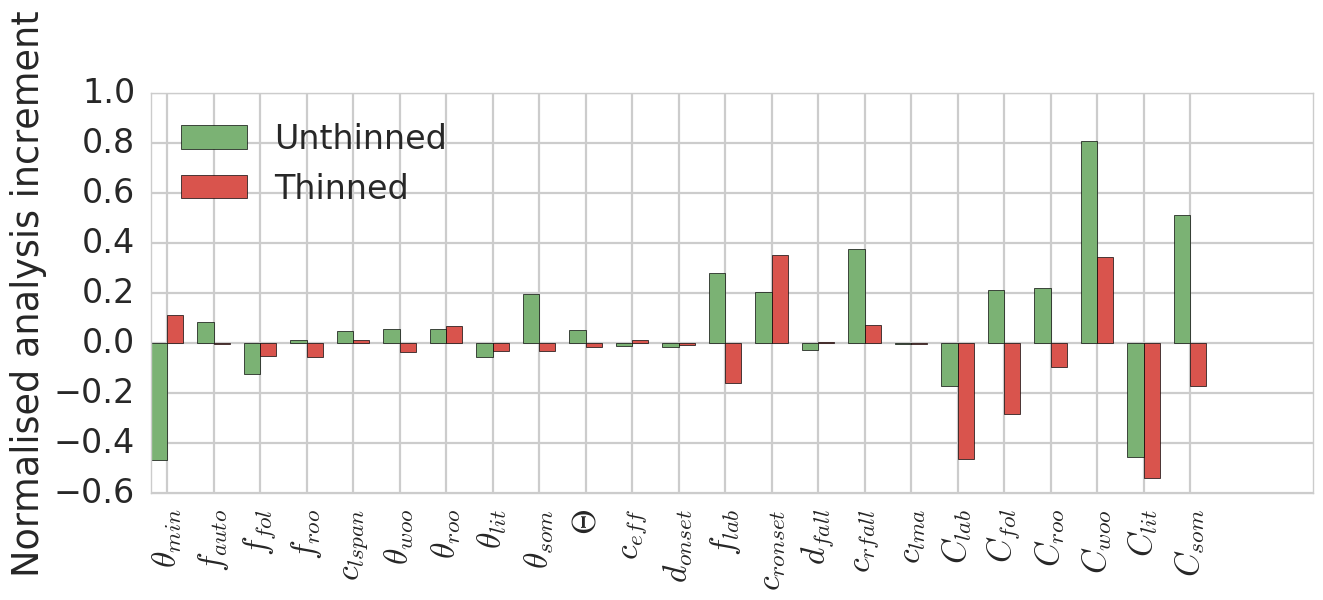 Normalised analysis increment
1.0
0.8
0.6
0.4
0.2
0.0
−0.2
−0.4
−0.6
Unthinned
Thinned
θ_min
f_auto
f_fol
f_roo
c_lspan
θ_woo
θ_roo
θ_lit
θ_som
Θ
c_eff
d_onset
f_lab
c_ronset
d_fall
c_rfall
c_lma
C_lab
C_fol
C_roo
C_woo
C_lit
C_som